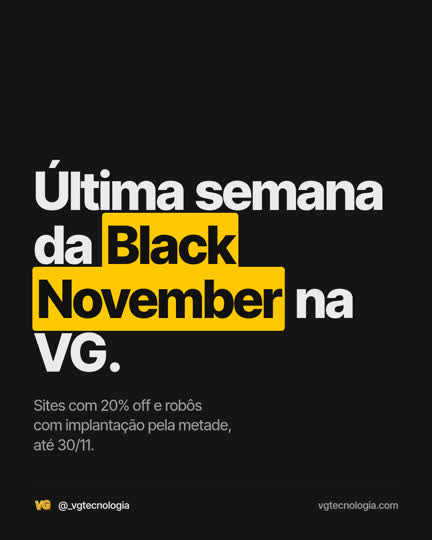 Última semana
da Black
November na
VG.
Sites com 20% off e robôs
com implantação pela metade,
até 30/11.
VG @_vgtecnologia
vgtecnologia.com